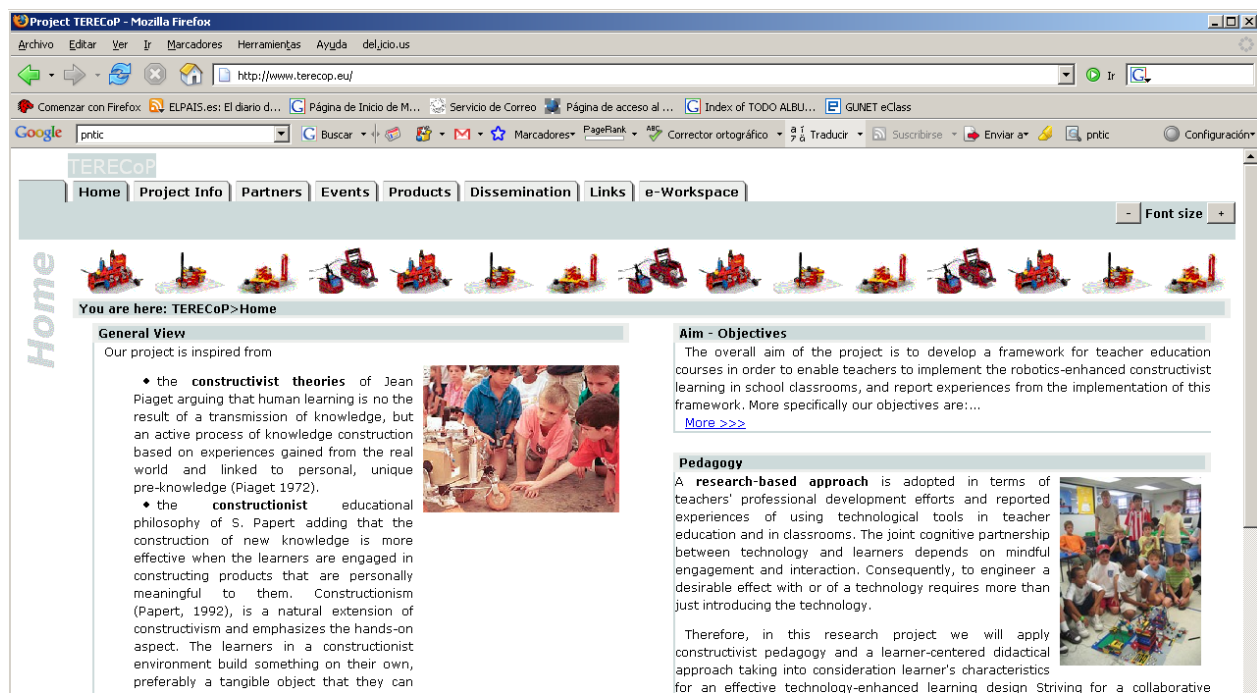 Project TERECoP - Mozilla Firefox
Archivo Editar Ver Ir Marcadores Herramientas Ayuda del.icio.us
http://www.terecop.eu/ Ir
Comenzar con Firefox ELPAIS.es: El diario d... Página de Inicio de M... Servicio de Correo Página de acceso al ... Index of TODO ALBU... GUNET eClass
Google pntic Buscar Marcadores PageRank Corrector ortográfico Traducir Suscribirse Enviar a pntic Configuración
TERECoP
Home Project Info Partners Events Products Dissemination Links e-Workspace
- Font size +
Home
You are here: TERECoP>Home
General View
Our project is inspired from
• the constructivist theories of Jean
Piaget arguing that human learning is no the
result of a transmission of knowledge, but
an active process of knowledge construction
based on experiences gained from the real
world and linked to personal, unique
pre-knowledge (Piaget 1972).
• the constructionist educational
philosophy of S. Papert adding that the
construction of new knowledge is more
effective when the learners are engaged in
constructing products that are personally
meaningful to them. Constructionism
(Papert, 1992), is a natural extension of
constructivism and emphasizes the hands-on
aspect. The learners in a constructionist
environment build something on their own,
preferably a tangible object that they can
Aim - Objectives
The overall aim of the project is to develop a framework for teacher education
courses in order to enable teachers to implement the robotics-enhanced constructivist
learning in school classrooms, and report experiences from the implementation of this
framework. More specifically our objectives are:...
More >>>
Pedagogy
A research-based approach is adopted in terms of
teachers' professional development efforts and reported
experiences of using technological tools in teacher
education and in classrooms. The joint cognitive partnership
between technology and learners depends on mindful
engagement and interaction. Consequently, to engineer a
desirable effect with or of a technology requires more than
just introducing the technology.
Therefore, in this research project we will apply
constructivist pedagogy and a learner-centered didactical
approach taking into consideration learner's characteristics
for an effective technology-enhanced learning design Striving for a collaborative